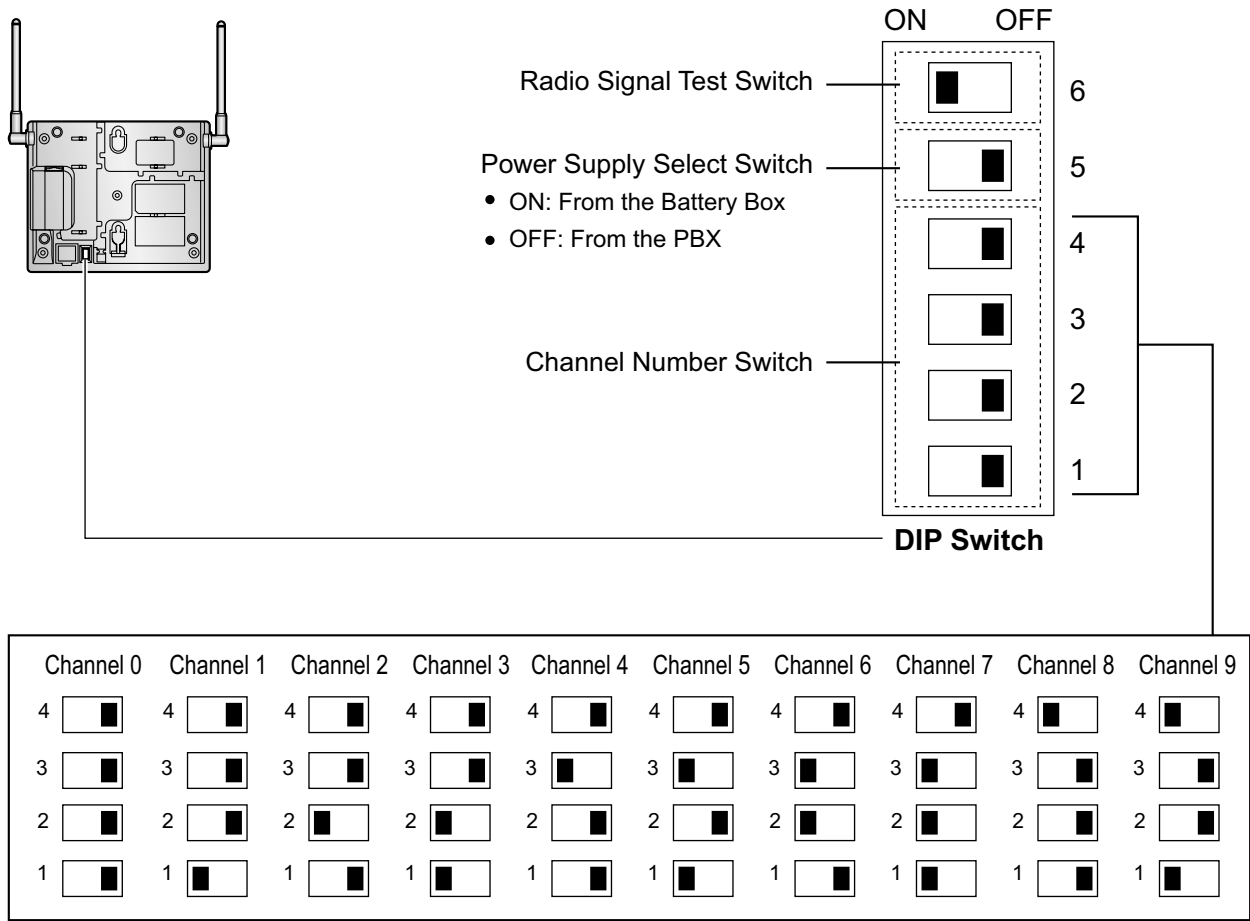 ON OFF
Radio Signal Test Switch
6
Power Supply Select Switch
5
• ON: From the Battery Box
• OFF: From the PBX
4
3
Channel Number Switch
2
1
DIP Switch
Channel 0 Channel 1 Channel 2 Channel 3 Channel 4 Channel 5 Channel 6 Channel 7 Channel 8 Channel 9
4 4 4 4 4 4 4 4 4 4
3 3 3 3 3 3 3 3 3 3
2 2 2 2 2 2 2 2 2 2
1 1 1 1 1 1 1 1 1 1